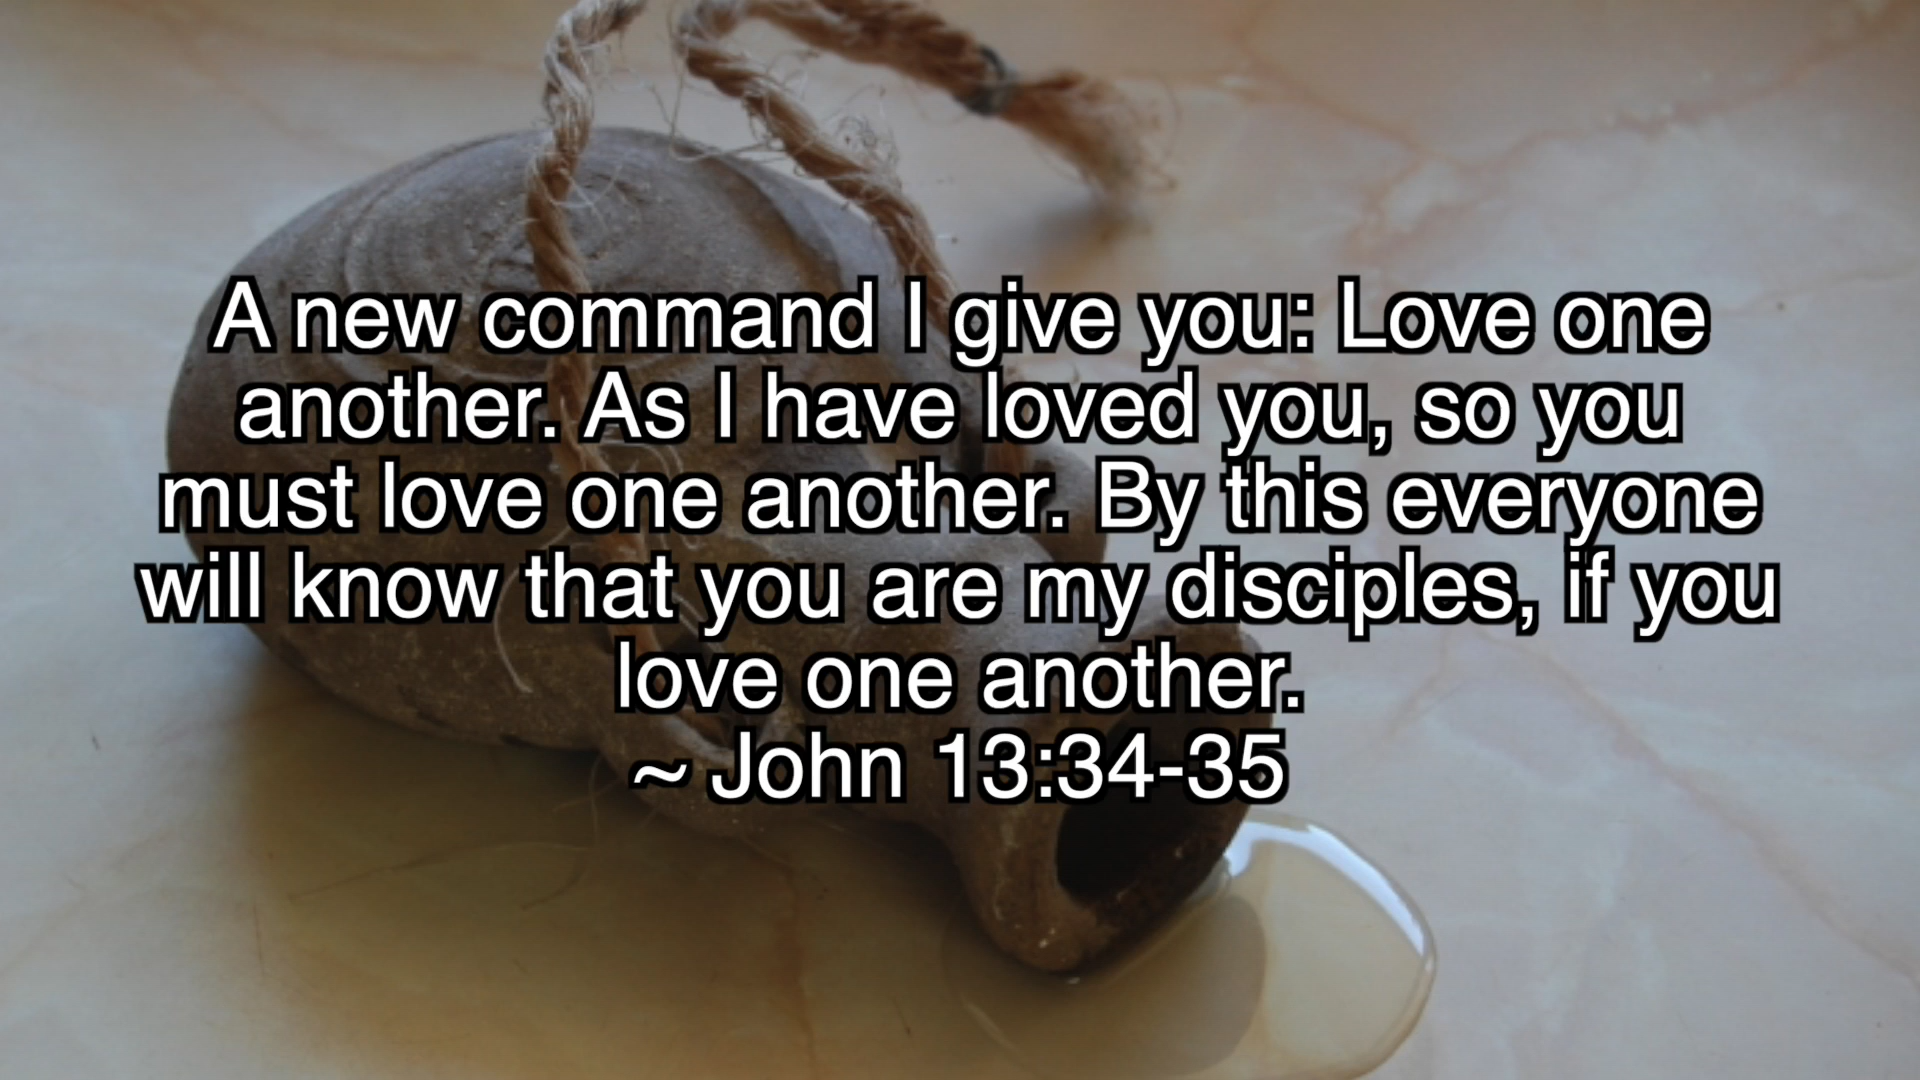 A new command I give you: Love one
another. As I have loved you, so you
must love one another. By this everyone
will know that you are my disciples, if you
love one another.
~ John 13:34-35